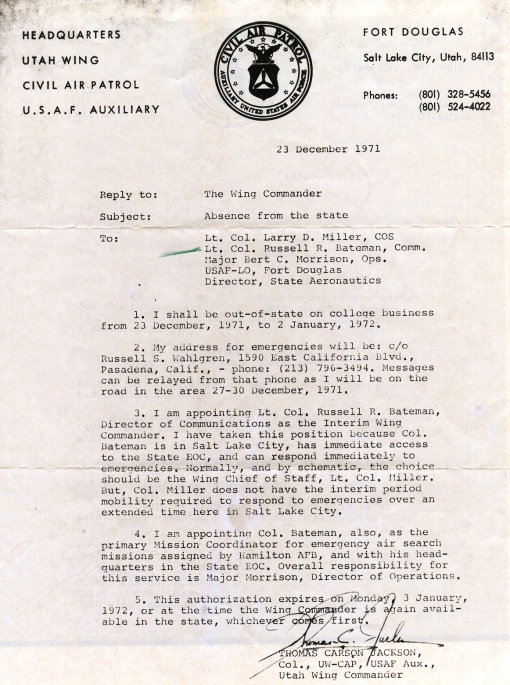 HEADQUARTERS
UTAH WING
CIVIL AIR PATROL
U.S.A.F. AUXILIARY
CIVIL AIR PATROL
AUXILIARY UNITED STATES AIR FORCE
FORT DOUGLAS
Salt Lake City, Utah, 84113
Phones: (801) 328-5456
(801) 524-4022
23 December 1971
Reply to: The Wing Commander
Subject: Absence from the state
To: Lt. Col. Larry D. Miller, COS
Lt. Col. Russell R. Bateman, Comm.
Major Bert C. Morrison, Ops.
USAF-LO, Fort Douglas
Director, State Aeronautics
1. I shall be out-of-state on college business
from 23 December, 1971, to 2 January, 1972.
2. My address for emergencies will be: c/o
Russell S. Wahlgren, 1590 East California Blvd.,
Pasadena, Calif., - phone: (213) 796-3494. Messages
can be relayed from that phone as I will be on the
road in the area 27-30 December, 1971.
3. I am appointing Lt. Col. Russell R. Bateman,
Director of Communications as the Interim Wing
Commander. I have taken this position because Col.
Bateman is in Salt Lake City, has immediate access
to the State EOC, and can respond immediately to
emergencies. Normally, and by schematic, the choice
should be the Wing Chief of Staff, Lt. Col. Miller.
But, Col. Miller does not have the interim period
mobility required to respond to emergencies over an
extended time here in Salt Lake City.
4. I am appointing Col. Bateman, also, as the
primary Mission Coordinator for emergency air search
missions assigned by Hamilton AFB, and with his head-
quarters in the State EOC. Overall responsibility for
this service is Major Morrison, Director of Operations.
5. This authorization expires on Monday, 3 January,
1972, or at the time the Wing Commander is again avail-
able in the state, whichever comes first.
Thomas C. Jackson
THOMAS CARSON JACKSON,
Col., UW-CAP, USAF Aux.,
Utah Wing Commander